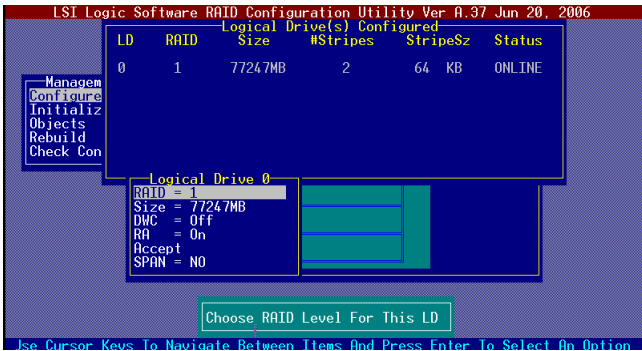 LSI Logic Software RAID Configuration Utility Ver A.37 Jun 20, 2006
Logical Drive(s) Configured
LD RAID Size #Stripes StripeSz Status
0 1 77247MB 2 64 KB ONLINE
Managem
Configure
Initializ
Objects
Rebuild
Check Con
Logical Drive 0
RAID = 1
Size = 77247MB
DWC = Off
RA = On
Accept
SPAN = NO
Choose RAID Level For This LD
Use Cursor Keys To Navigate Between Items And Press Enter To Select An Option